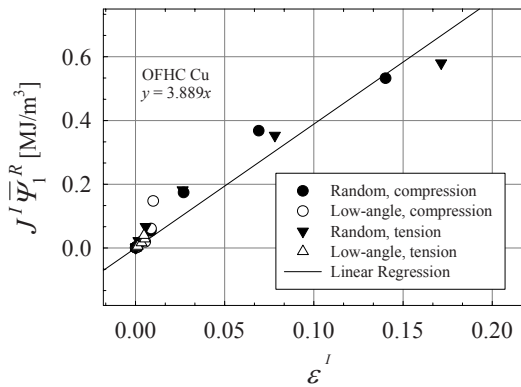 0.6
0.4
0.2
0.0
J^I Ψ̅_1^R [MJ/m³]
OFHC Cu
y = 3.889x
Random, compression
Low-angle, compression
Random, tension
Low-angle, tension
Linear Regression
0.00 0.05 0.10 0.15 0.20
ε^I